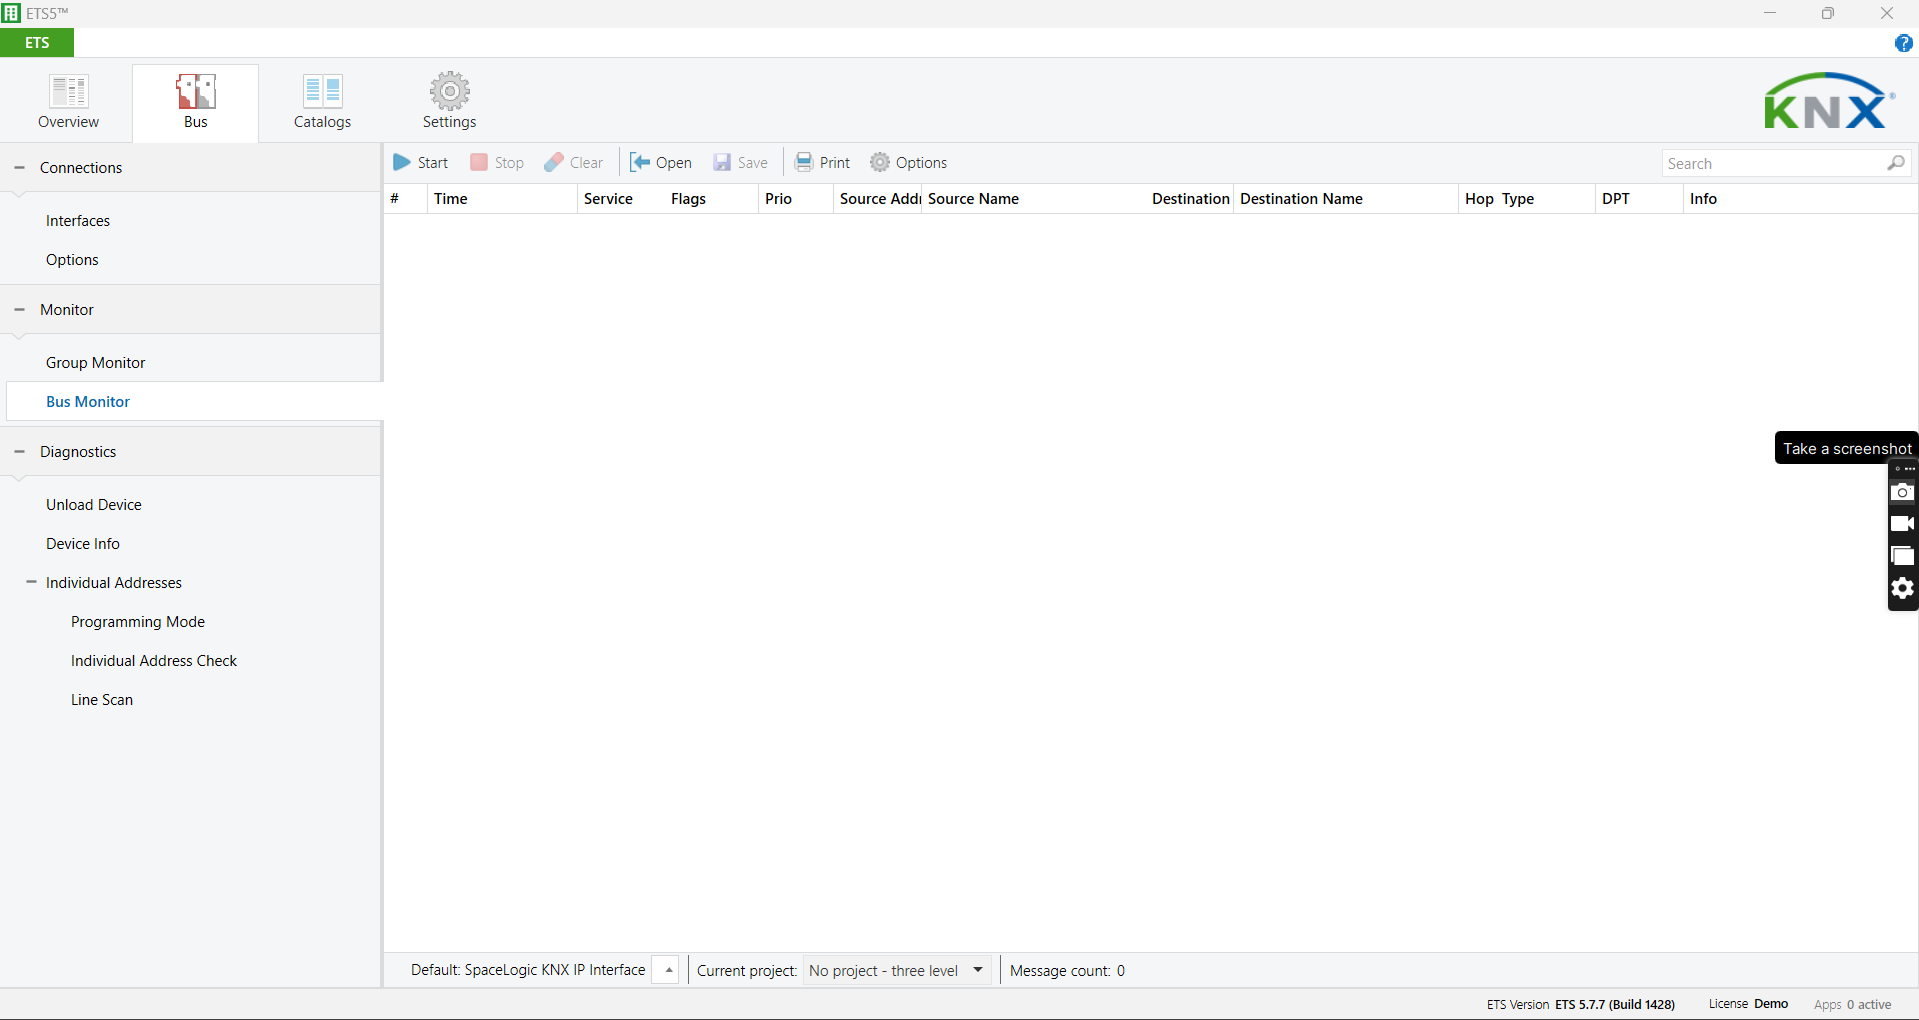 ETS5™
ETS
Overview
Bus
Catalogs
Settings
KNX®
Connections
Interfaces
Options
Monitor
Group Monitor
Bus Monitor
Diagnostics
Unload Device
Device Info
Individual Addresses
Programming Mode
Individual Address Check
Line Scan
Start Stop Clear Open Save Print Options Search
# Time Service Flags Prio Source Addr Source Name Destination Destination Name Hop Type DPT Info
Take a screenshot
Default: SpaceLogic KNX IP Interface Current project: No project - three level Message count: 0
ETS Version ETS 5.7.7 (Build 1428) License Demo Apps 0 active